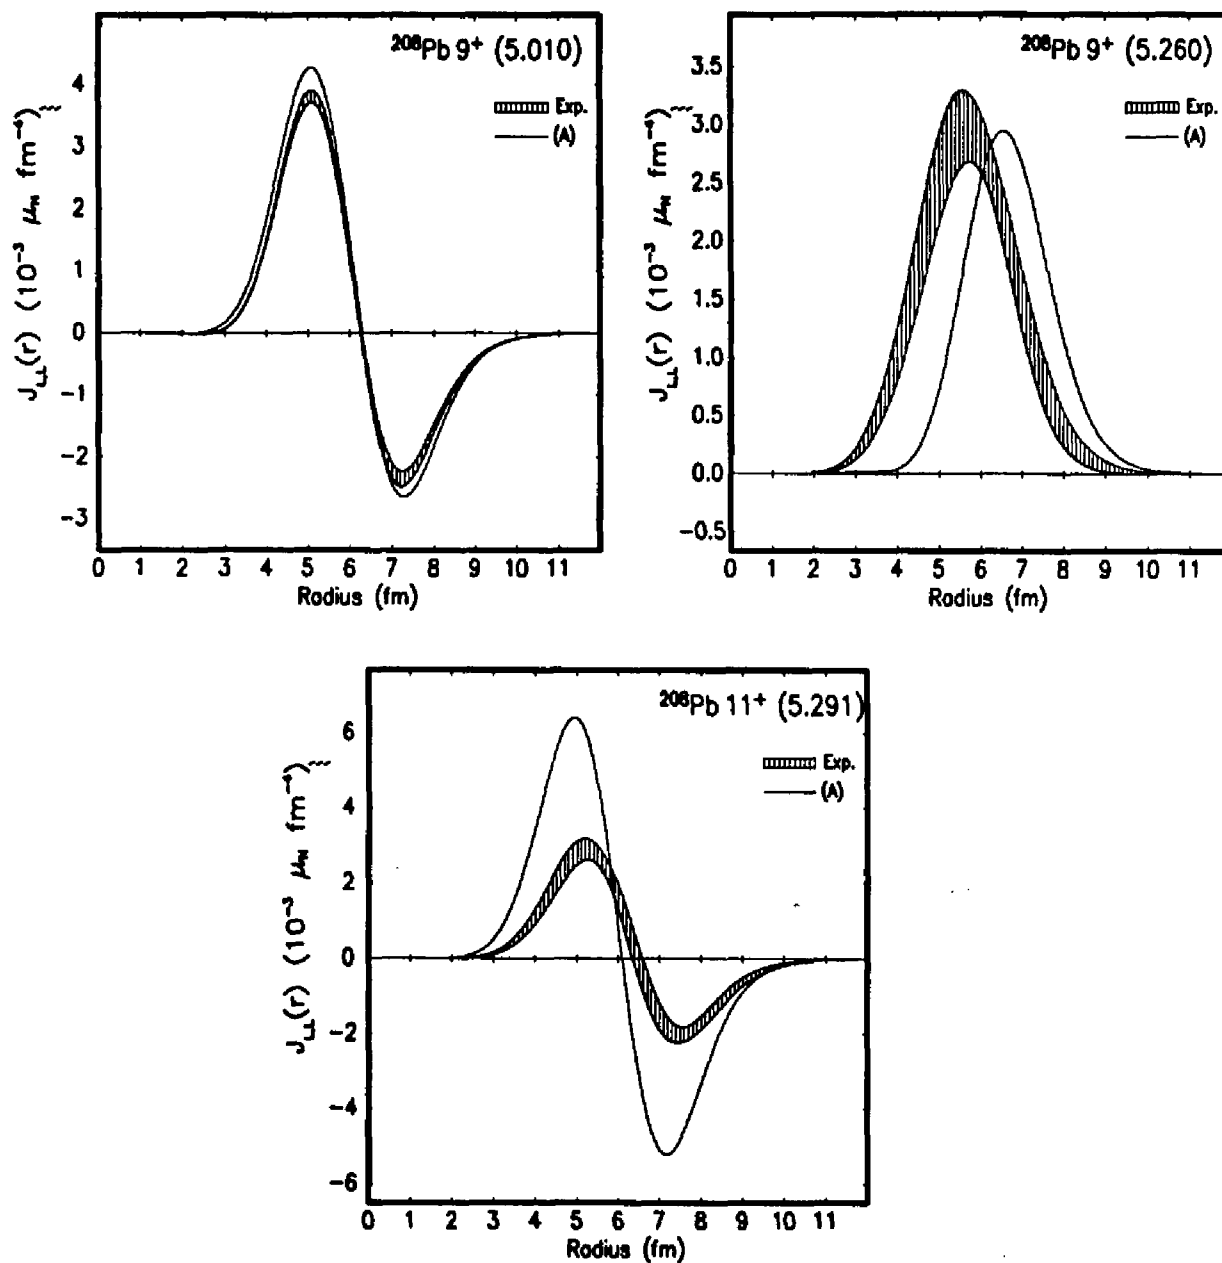 ²⁰⁸Pb 9⁺ (5.010)
Exp.
(A)
J_LL(r) (10⁻³ μ_N fm⁻⁴)
4
3
2
1
0
−1
−2
−3
0 1 2 3 4 5 6 7 8 9 10 11
Radius (fm)
²⁰⁸Pb 9⁺ (5.260)
Exp.
(A)
J_LL(r) (10⁻³ μ_N fm⁻⁴)
3.5
3.0
2.5
2.0
1.5
1.0
0.5
0.0
−0.5
0 1 2 3 4 5 6 7 8 9 10 11
Radius (fm)
²⁰⁸Pb 11⁺ (5.291)
Exp.
(A)
J_LL(r) (10⁻³ μ_N fm⁻⁴)
6
4
2
0
−2
−4
−6
0 1 2 3 4 5 6 7 8 9 10 11
Radius (fm)